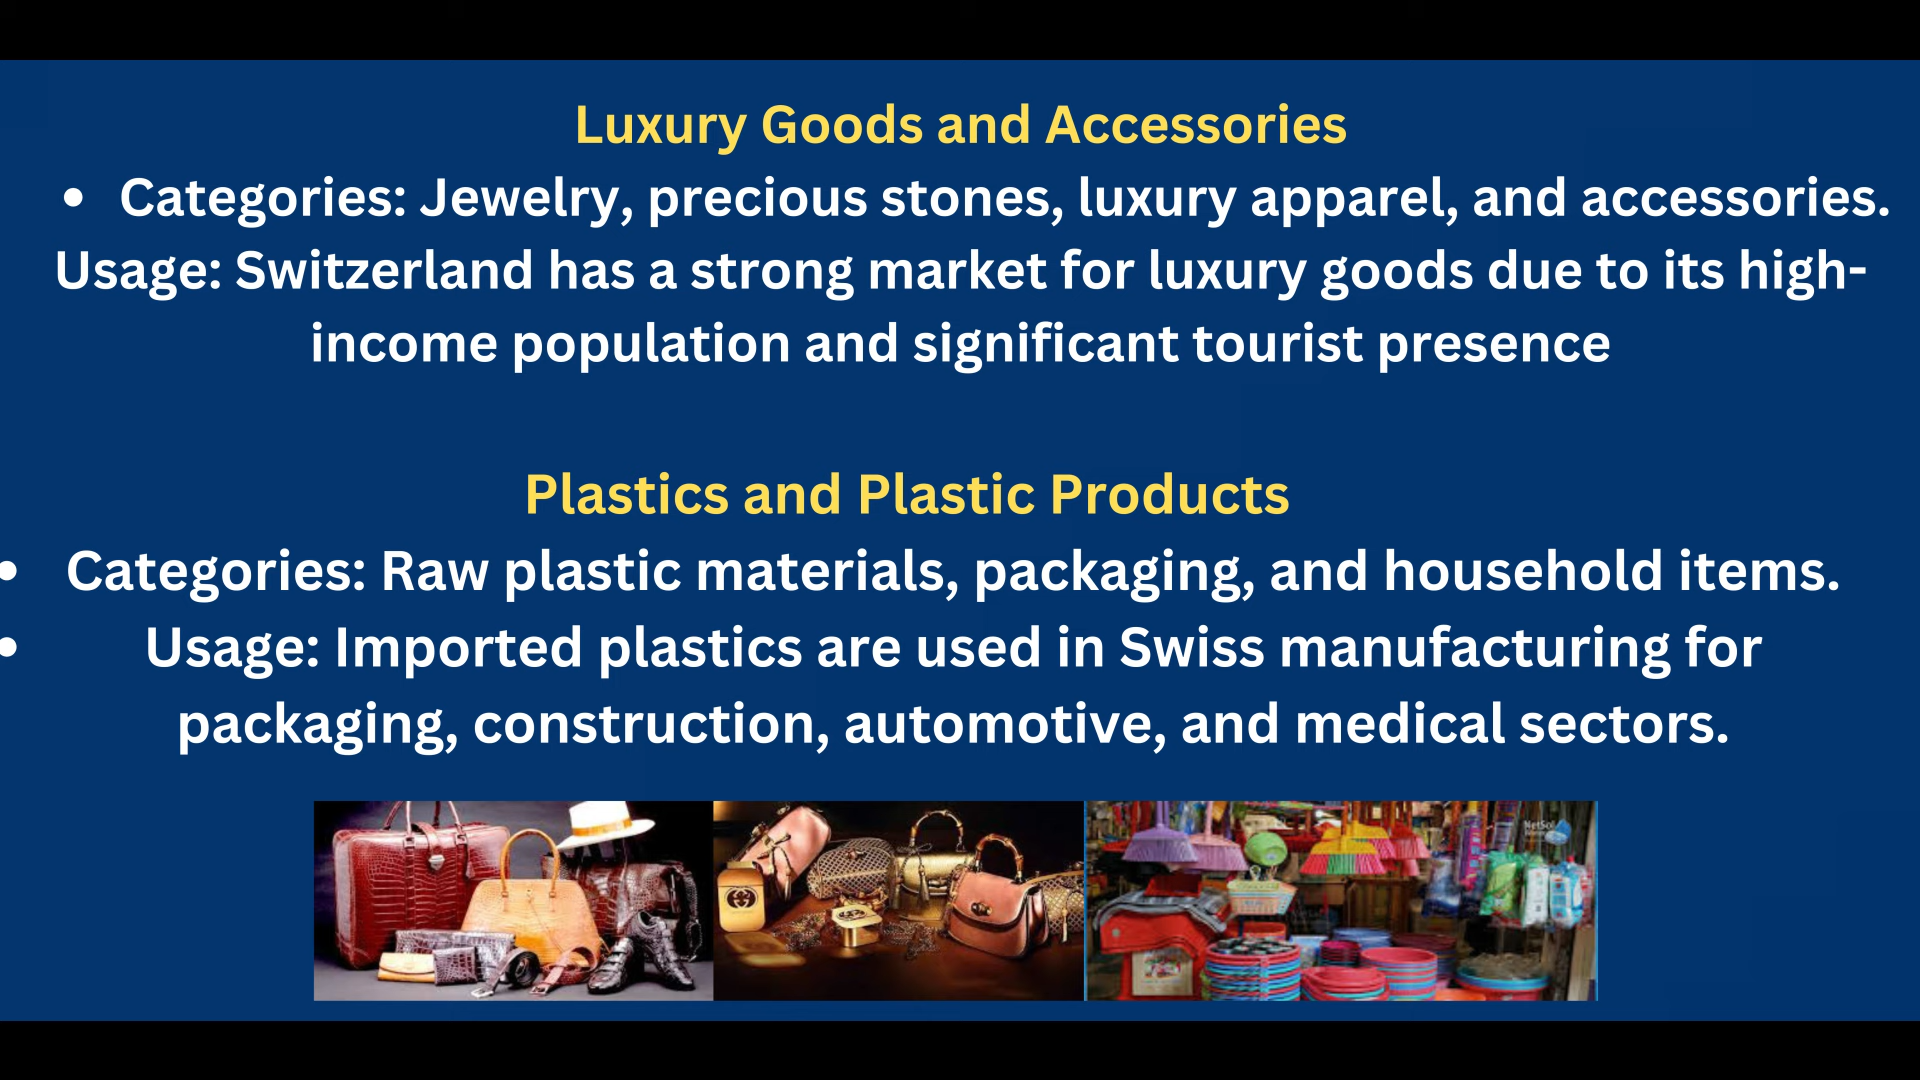 Luxury Goods and Accessories
• Categories: Jewelry, precious stones, luxury apparel, and accessories.
Usage: Switzerland has a strong market for luxury goods due to its high-
income population and significant tourist presence
Plastics and Plastic Products
• Categories: Raw plastic materials, packaging, and household items.
• Usage: Imported plastics are used in Swiss manufacturing for
packaging, construction, automotive, and medical sectors.
NetSol